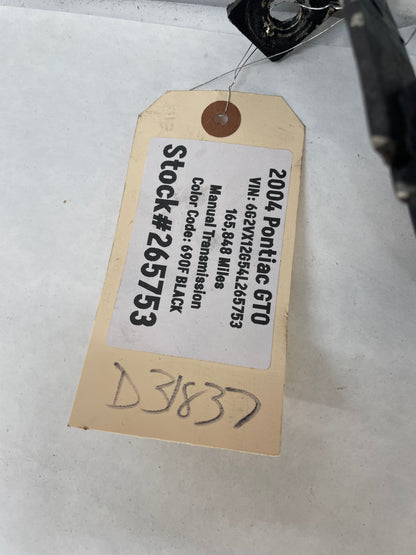 2004 Pontiac GTO
VIN: 6G2VX12G54L265753
165,848 Miles
Manual Transmission
Color Code: 690F BLACK
Stock#265753
D31837